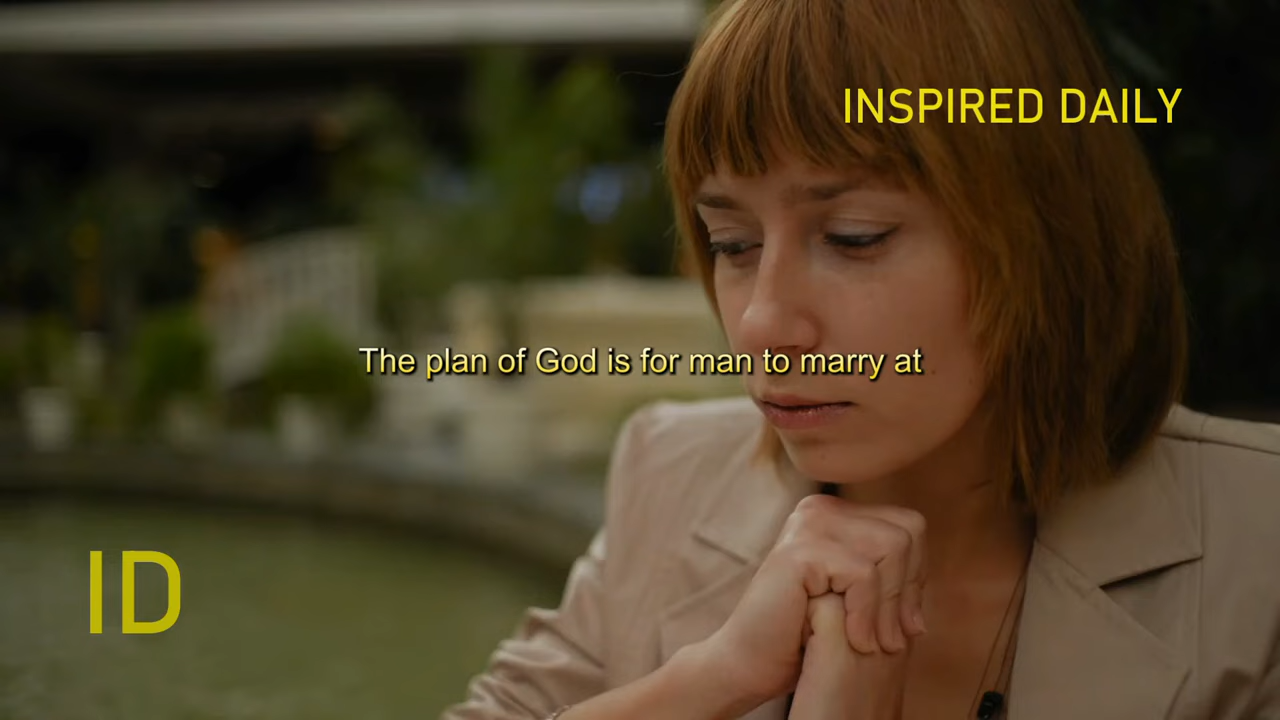 INSPIRED DAILY
The plan of God is for man to marry at
ID